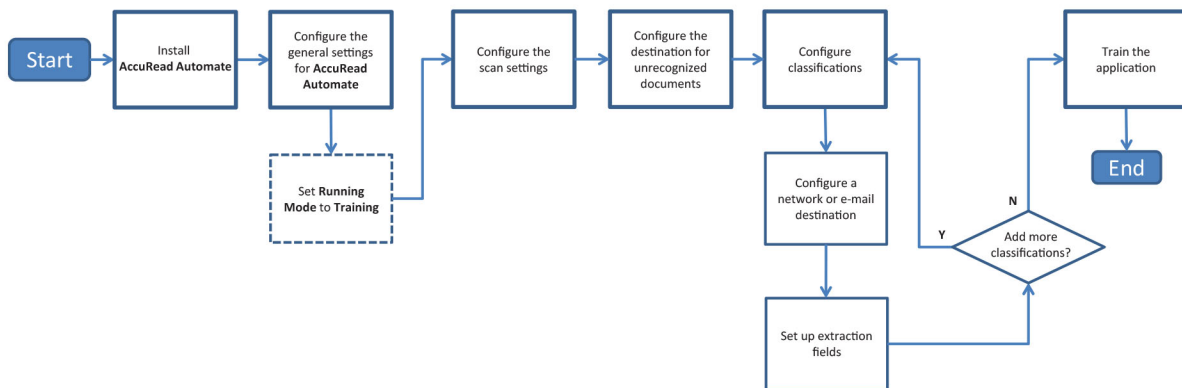 Start
Install
AccuRead Automate
Configure the
general settings
for AccuRead
Automate
Set Running
Mode to Training
Configure the
scan settings
Configure the
destination for
unrecognized
documents
Configure
classifications
Configure a
network or e-mail
destination
Set up extraction
fields
Add more
classifications?
Y
N
Train the
application
End